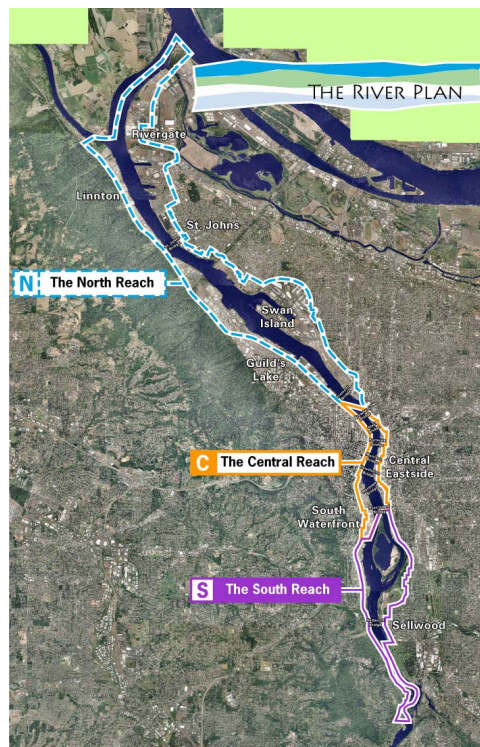 THE RIVER PLAN
Rivergate
Linnton
St. Johns
N The North Reach
Swan
Island
Guild's
Lake
C The Central Reach
Central
Eastside
South
Waterfront
S The South Reach
Sellwood